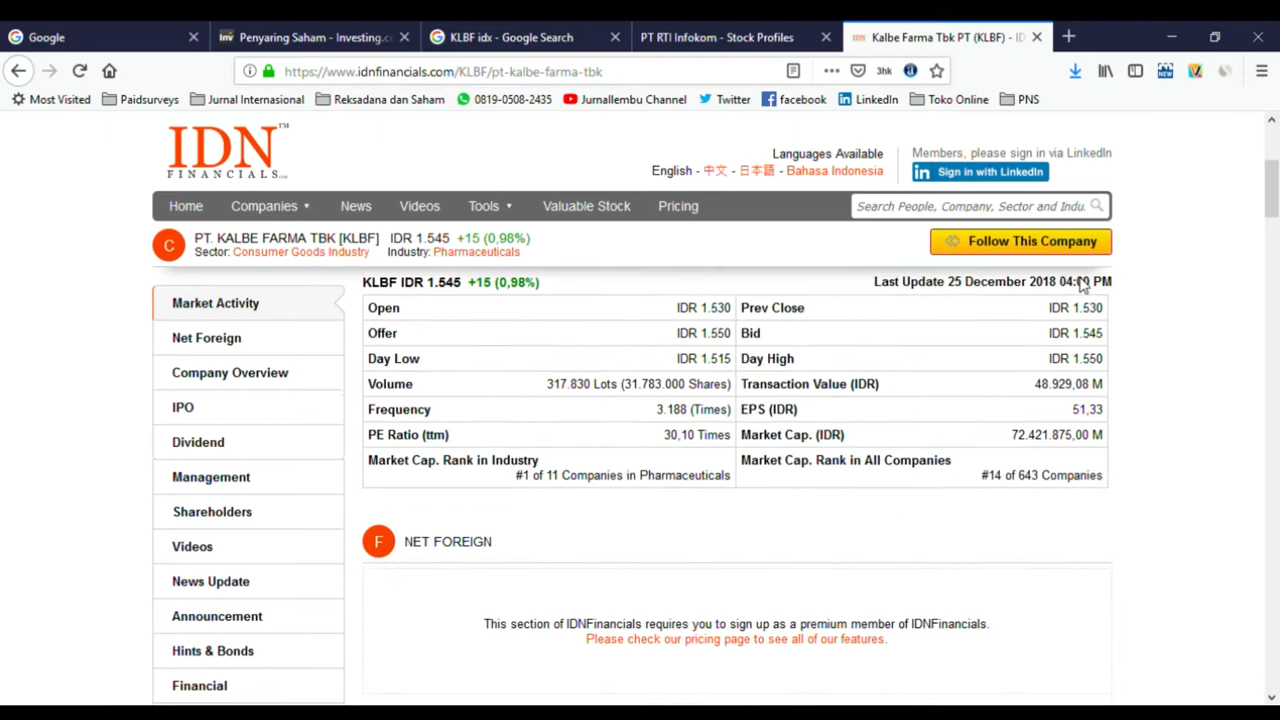 Google
Penyaring Saham - Investing.co
KLBF idx - Google Search
PT RTI Infokom - Stock Profiles
Kalbe Farma Tbk PT (KLBF) - ID
https://www.idnfinancials.com/KLBF/pt-kalbe-farma-tbk
3hk
Most Visited
Paidsurveys
Jurnal Internasional
Reksadana dan Saham
0819-0508-2435
Jurnallembu Channel
Twitter
facebook
LinkedIn
Toko Online
PNS
IDN™
FINANCIALS.COM
Languages Available
English - 中文 - 日本語 - Bahasa Indonesia
Members, please sign in via LinkedIn
in Sign in with LinkedIn
Home Companies News Videos Tools Valuable Stock Pricing
Search People, Company, Sector and Indu.
C
PT. KALBE FARMA TBK [KLBF] IDR 1.545 +15 (0,98%)
Sector: Consumer Goods Industry Industry: Pharmaceuticals
Follow This Company
Market Activity
Net Foreign
Company Overview
IPO
Dividend
Management
Shareholders
Videos
News Update
Announcement
Hints & Bonds
Financial
KLBF IDR 1.545 +15 (0,98%) Last Update 25 December 2018 04:00 PM
Open IDR 1.530 Prev Close IDR 1.530
Offer IDR 1.550 Bid IDR 1.545
Day Low IDR 1.515 Day High IDR 1.550
Volume 317.830 Lots (31.783.000 Shares) Transaction Value (IDR) 48.929,08 M
Frequency 3.188 (Times) EPS (IDR) 51,33
PE Ratio (ttm) 30,10 Times Market Cap. (IDR) 72.421.875,00 M
Market Cap. Rank in Industry Market Cap. Rank in All Companies
#1 of 11 Companies in Pharmaceuticals #14 of 643 Companies
F NET FOREIGN
This section of IDNFinancials requires you to sign up as a premium member of IDNFinancials.
Please check our pricing page to see all of our features.